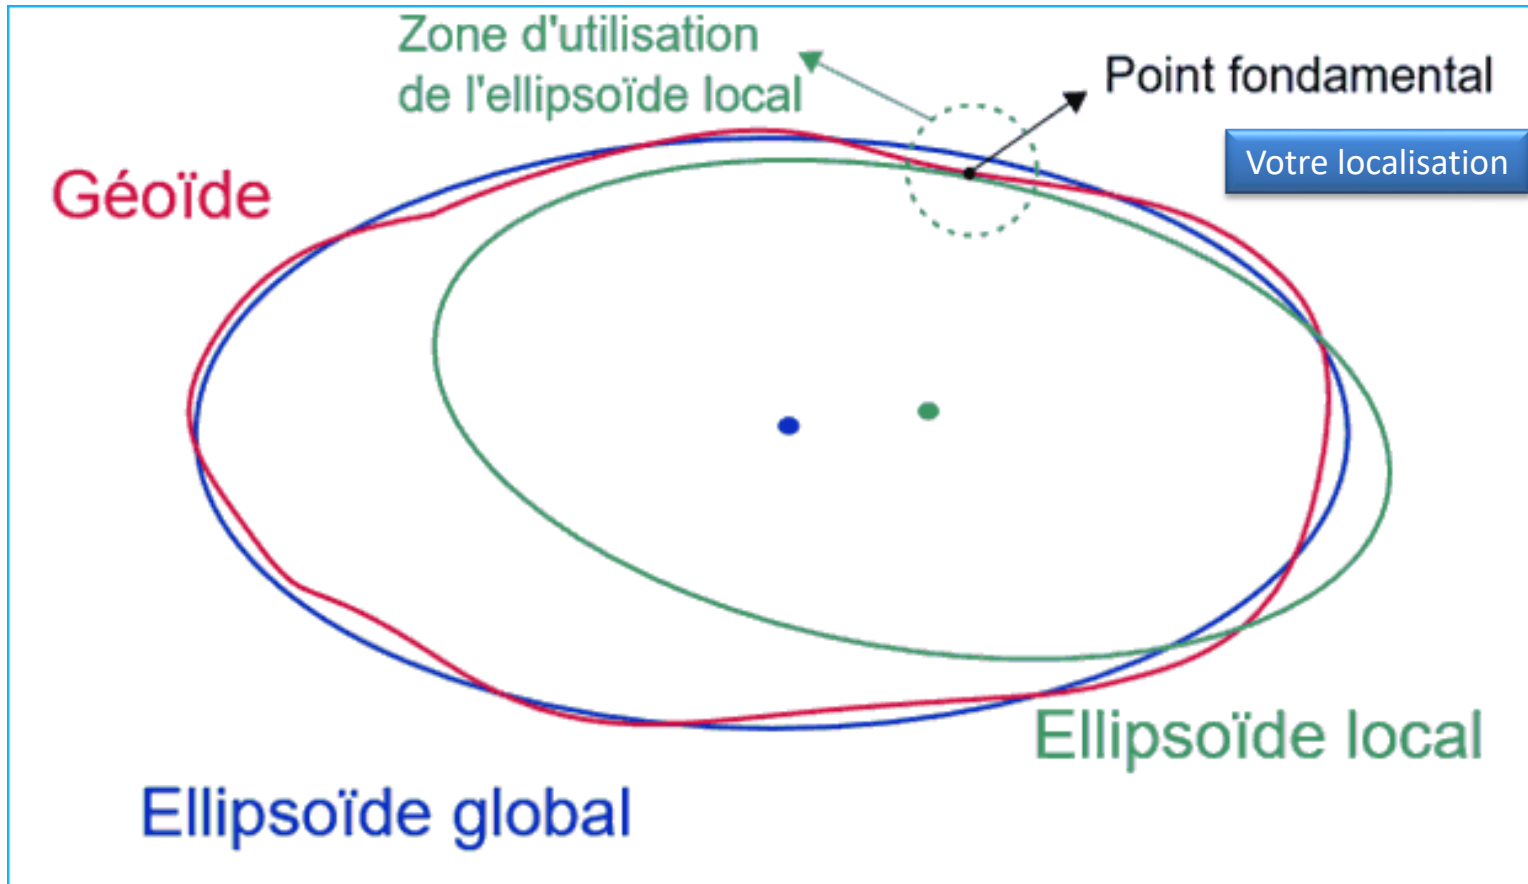 Zone d'utilisation
de l'ellipsoïde local
Point fondamental
Votre localisation
Géoïde
Ellipsoïde local
Ellipsoïde global